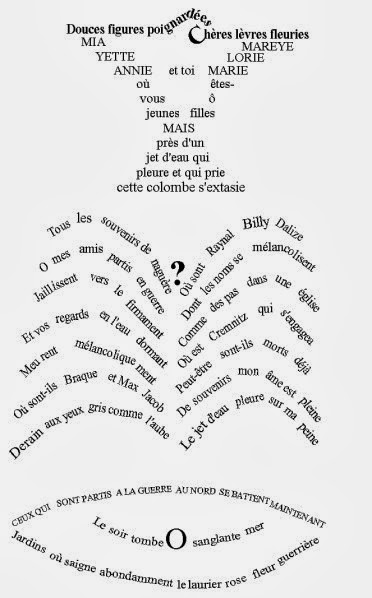 Douces figures poignardées Chères lèvres fleuries
MIA MAREYE
YETTE LORIE
ANNIE et toi MARIE
où êtes-
vous ô
jeunes filles
MAIS
près d'un
jet d'eau qui
pleure et qui prie
cette colombe s'extasie
Tous les souvenirs de naguère
O mes amis partis en guerre
Jaillissent vers le firmament
Et vos regards en l'eau dormant
Meurent mélancoliquement
Où sont-ils Braque et Max Jacob
Derain aux yeux gris comme l'aube
?
Où sont Raynal Billy Dalize
Dont les noms se mélancolisent
Comme des pas dans une église
Où est Cremnitz qui s'engagea
Peut-être sont-ils morts déjà
De souvenirs mon âme est pleine
Le jet d'eau pleure sur ma peine
CEUX QUI SONT PARTIS A LA GUERRE AU NORD SE BATTENT MAINTENANT
Le soir tombe O sanglante mer
Jardins où saigne abondamment le laurier rose fleur guerrière